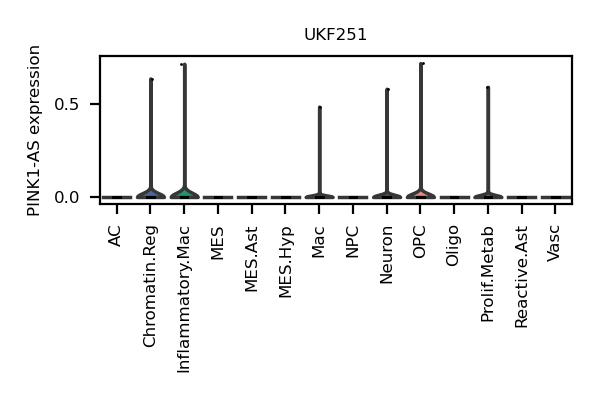 UKF251
PINK1-AS expression
0.5
0.0
AC
Chromatin.Reg
Inflammatory.Mac
MES
MES.Ast
MES.Hyp
Mac
NPC
Neuron
OPC
Oligo
Prolif.Metab
Reactive.Ast
Vasc